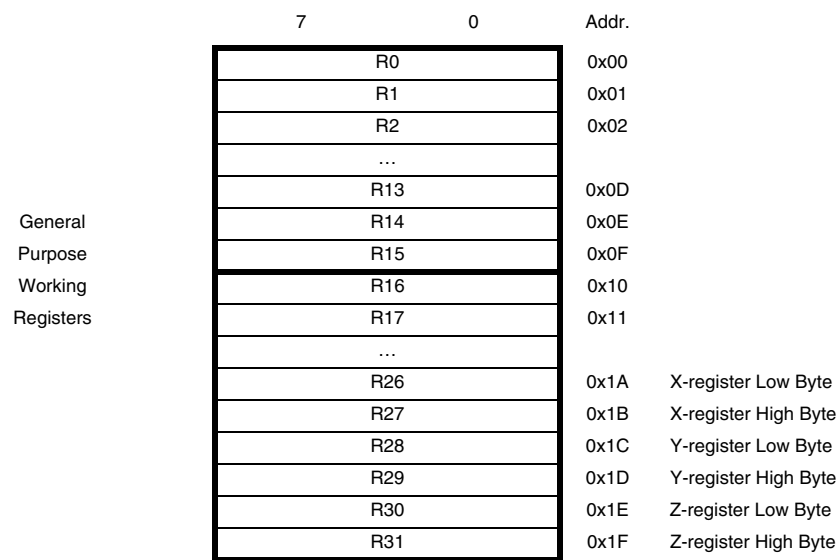 7 0 Addr.
R0 0x00
R1 0x01
R2 0x02
…
R13 0x0D
General R14 0x0E
Purpose R15 0x0F
Working R16 0x10
Registers R17 0x11
…
R26 0x1A X-register Low Byte
R27 0x1B X-register High Byte
R28 0x1C Y-register Low Byte
R29 0x1D Y-register High Byte
R30 0x1E Z-register Low Byte
R31 0x1F Z-register High Byte